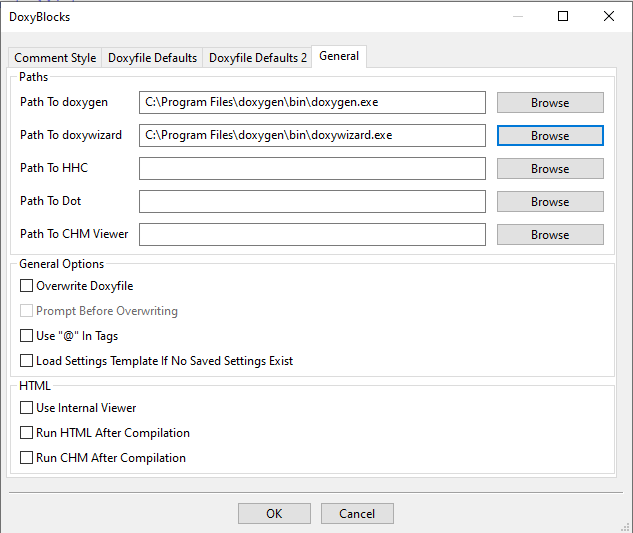 DoxyBlocks
Comment Style Doxyfile Defaults Doxyfile Defaults 2 General
Paths
Path To doxygen C:\Program Files\doxygen\bin\doxygen.exe Browse
Path To doxywizard C:\Program Files\doxygen\bin\doxywizard.exe Browse
Path To HHC Browse
Path To Dot Browse
Path To CHM Viewer Browse
General Options
Overwrite Doxyfile
Prompt Before Overwriting
Use "@" In Tags
Load Settings Template If No Saved Settings Exist
HTML
Use Internal Viewer
Run HTML After Compilation
Run CHM After Compilation
OK Cancel